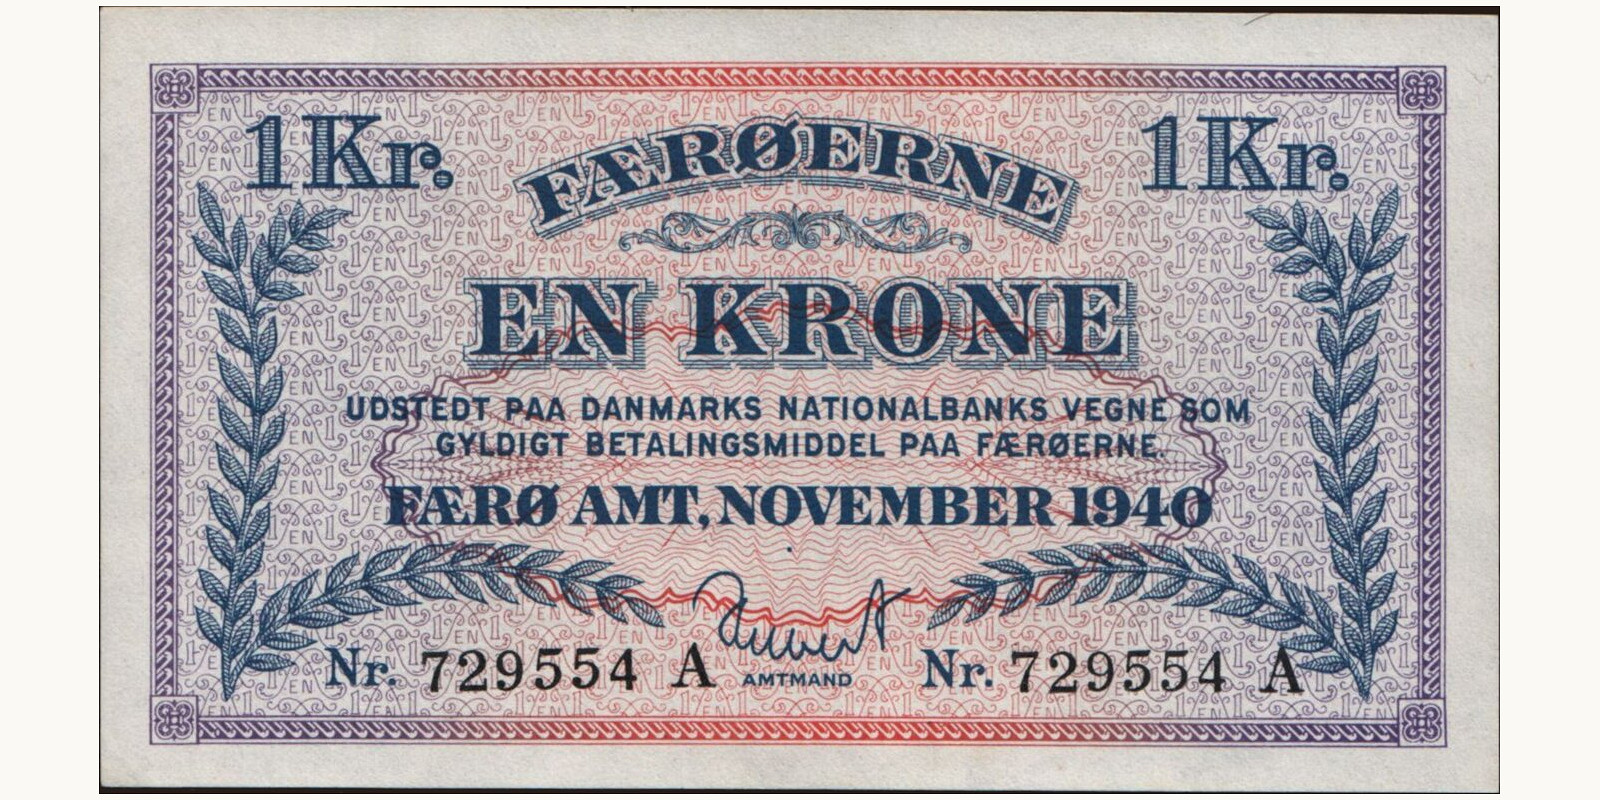 1 Kr. 1 Kr.
FÆRØERNE
EN KRONE
UDSTEDT PAA DANMARKS NATIONALBANKS VEGNE SOM
GYLDIGT BETALINGSMIDDEL PAA FÆRØERNE.
FÆRØ AMT, NOVEMBER 1940
Nr. 729554 A AMTMAND Nr. 729554 A